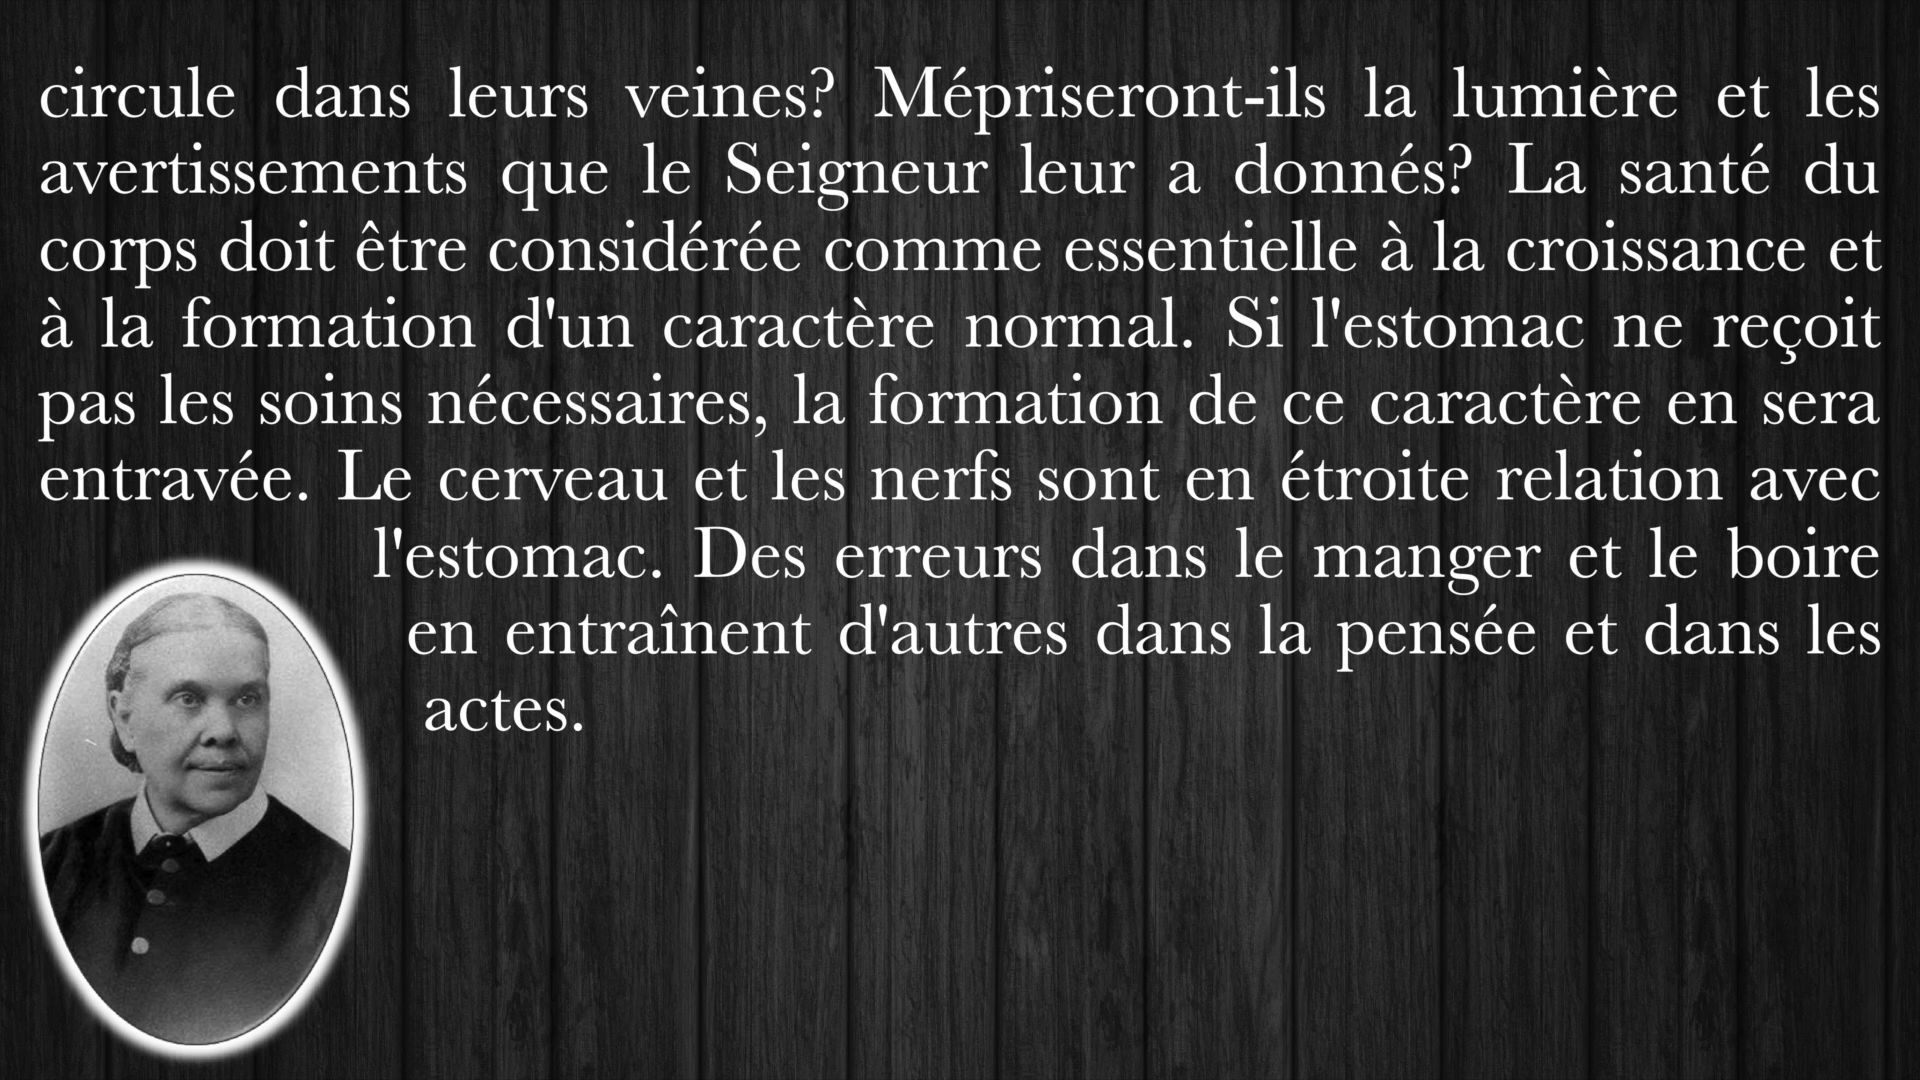 circule dans leurs veines? Mépriseront-ils la lumière et les
avertissements que le Seigneur leur a donnés? La santé du
corps doit être considérée comme essentielle à la croissance et
à la formation d'un caractère normal. Si l'estomac ne reçoit
pas les soins nécessaires, la formation de ce caractère en sera
entravée. Le cerveau et les nerfs sont en étroite relation avec
l'estomac. Des erreurs dans le manger et le boire
en entraînent d'autres dans la pensée et dans les
actes.